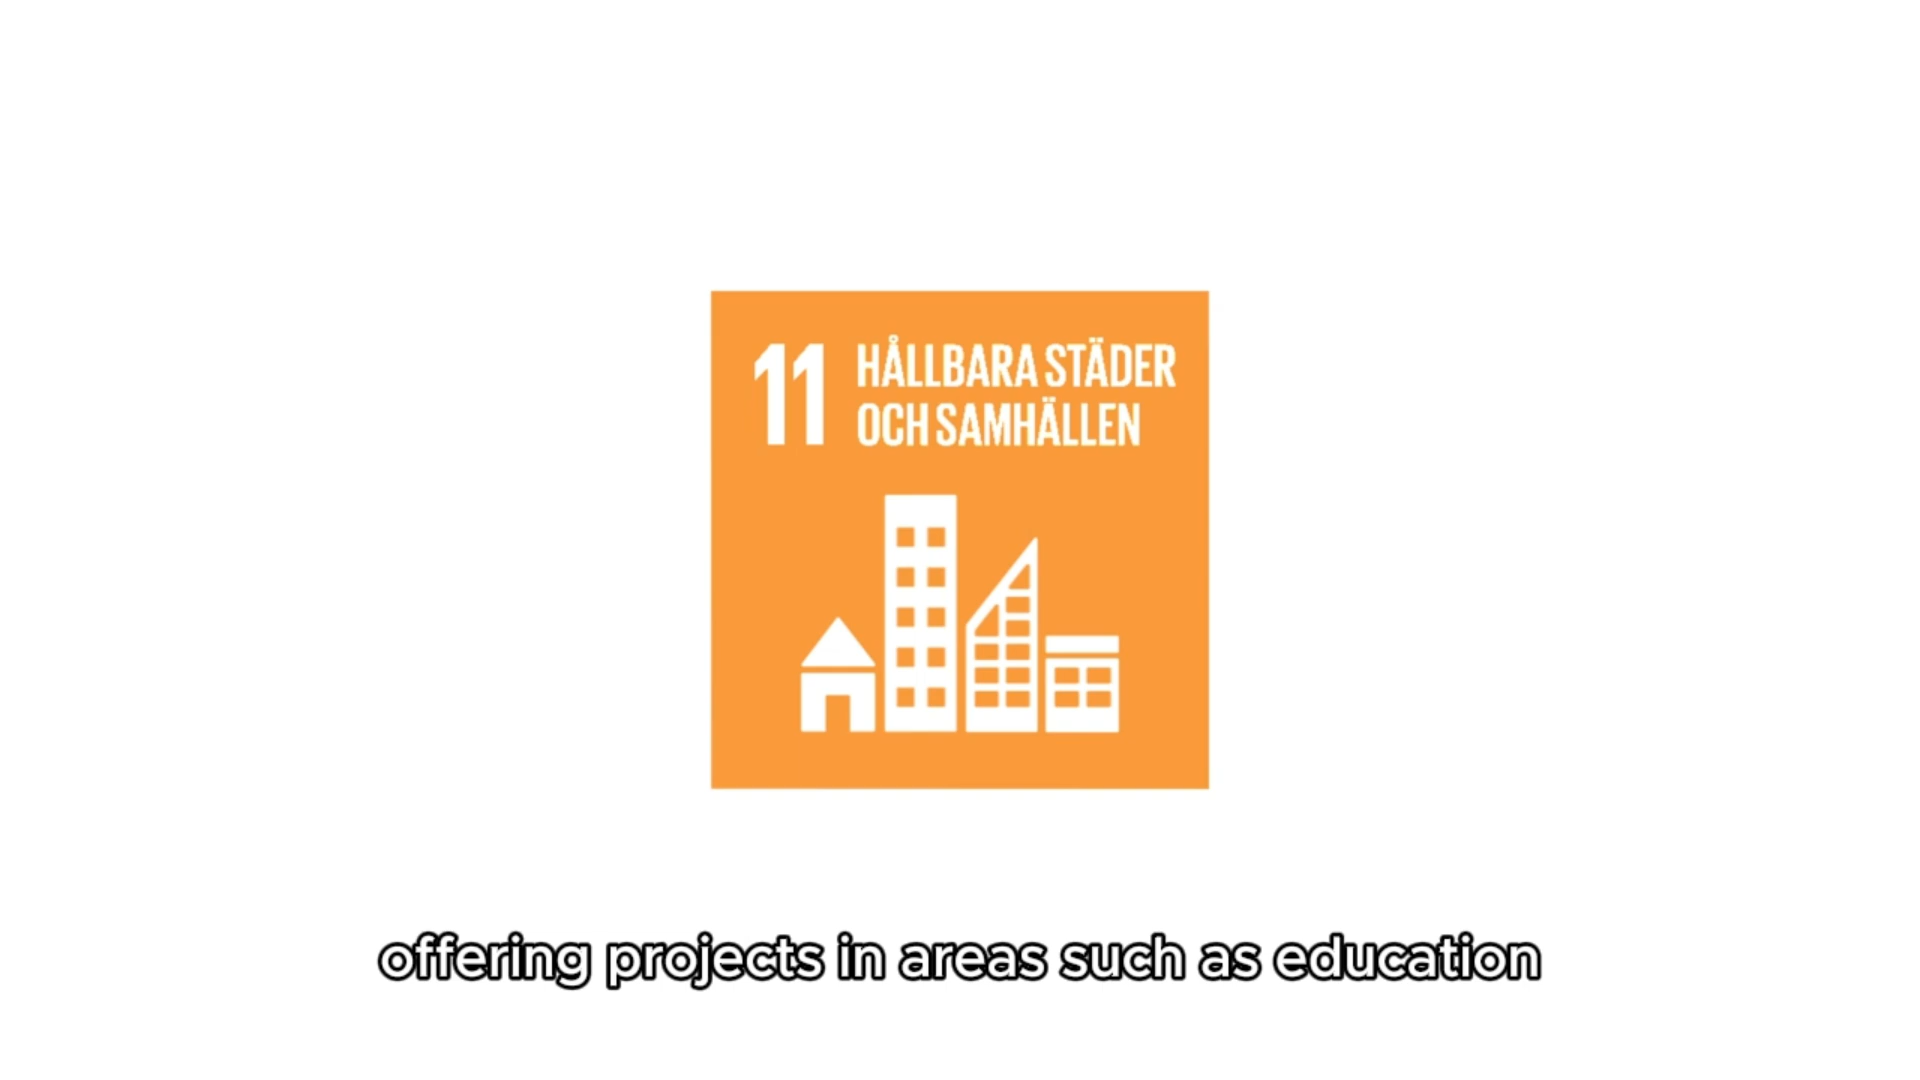 11 HÅLLBARA STÄDER
OCH SAMHÄLLEN
offering projects in areas such as education